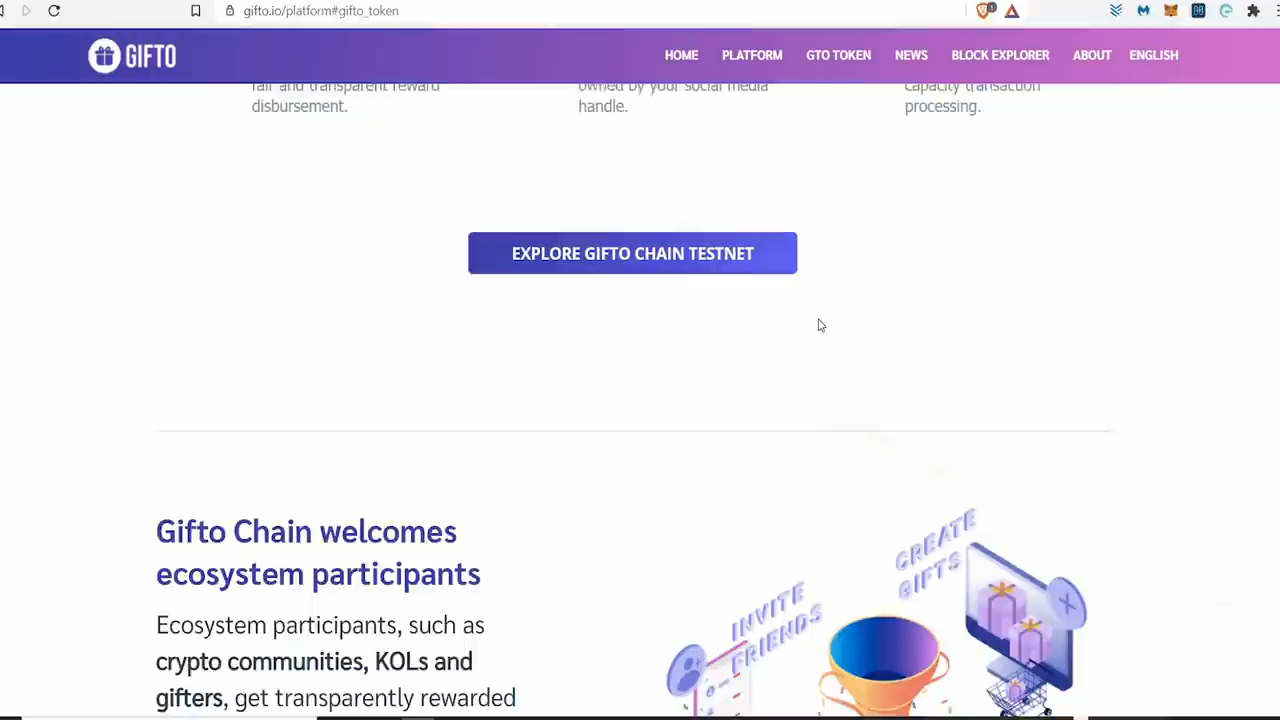 gifto.io/platform#gifto_token
GIFTO
HOME PLATFORM GTO TOKEN NEWS BLOCK EXPLORER ABOUT ENGLISH
fair and transparent reward
disbursement.
owned by your social media
handle.
capacity transaction
processing.
EXPLORE GIFTO CHAIN TESTNET
Gifto Chain welcomes
ecosystem participants
Ecosystem participants, such as
crypto communities, KOLs and
gifters, get transparently rewarded
INVITE
FRIENDS
CREATE
GIFTS